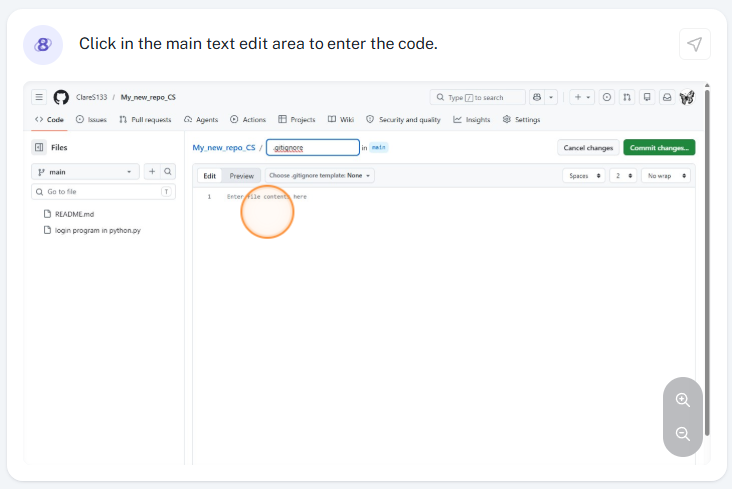 8
Click in the main text edit area to enter the code.
ClareS133 / My_new_repo_CS
Type / to search
Code Issues Pull requests Agents Actions Projects Wiki Security and quality Insights Settings
Files
My_new_repo_CS / .gitignore in main
Cancel changes Commit changes...
main
Edit Preview Choose .gitignore template: None
Spaces 2 No wrap
Go to file T
1 Enter file contents here
README.md
login program in python.py